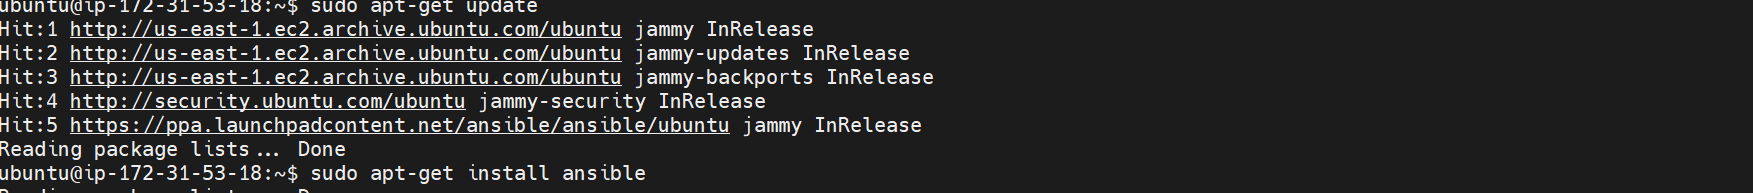 ubuntu@ip-172-31-53-18:~$ sudo apt-get update
Hit:1 http://us-east-1.ec2.archive.ubuntu.com/ubuntu jammy InRelease
Hit:2 http://us-east-1.ec2.archive.ubuntu.com/ubuntu jammy-updates InRelease
Hit:3 http://us-east-1.ec2.archive.ubuntu.com/ubuntu jammy-backports InRelease
Hit:4 http://security.ubuntu.com/ubuntu jammy-security InRelease
Hit:5 https://ppa.launchpadcontent.net/ansible/ansible/ubuntu jammy InRelease
Reading package lists... Done
ubuntu@ip-172-31-53-18:~$ sudo apt-get install ansible